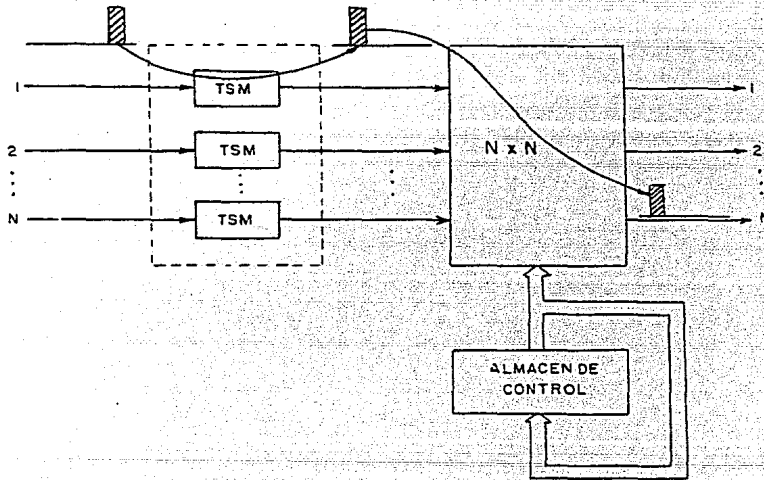 1
TSM
1
2
TSM
N x N
2
N
TSM
N
ALMACEN DE
CONTROL